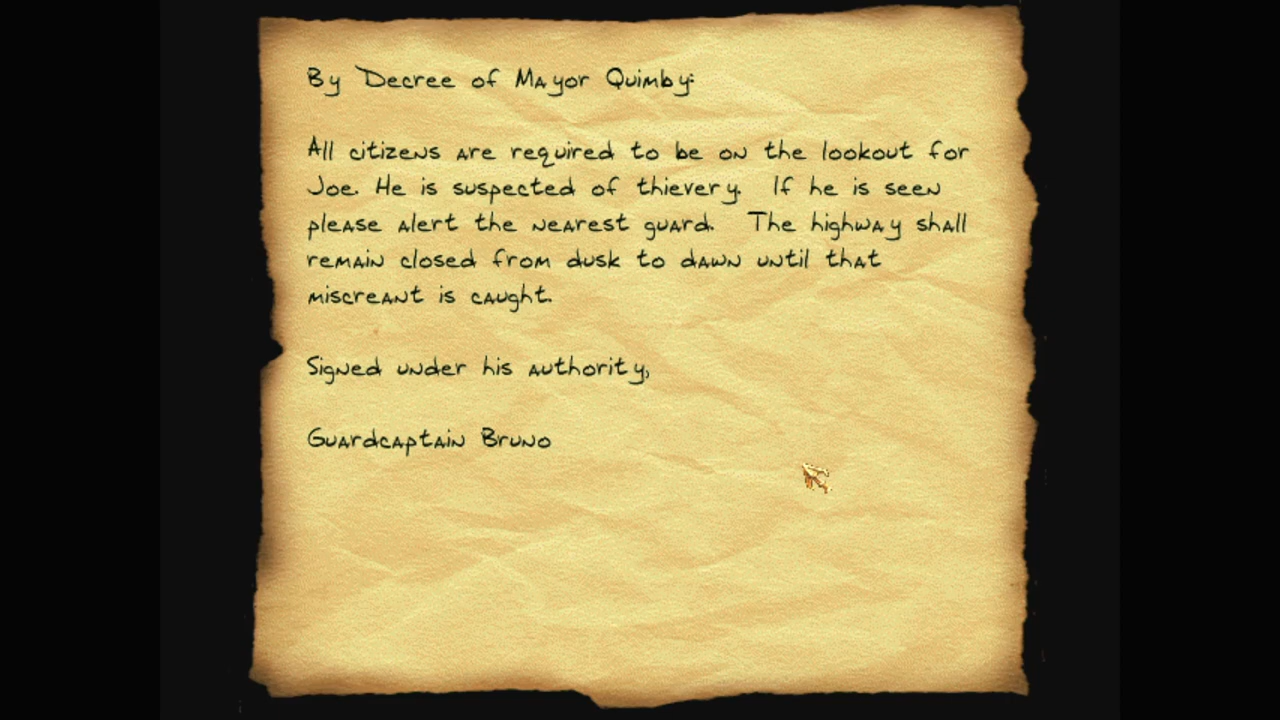 By Decree of Mayor Quimby:
All citizens are required to be on the lookout for
Joe. He is suspected of thievery.  If he is seen
please alert the nearest guard.  The highway shall
remain closed from dusk to dawn until that
miscreant is caught.
Signed under his authority,
Guardcaptain Bruno